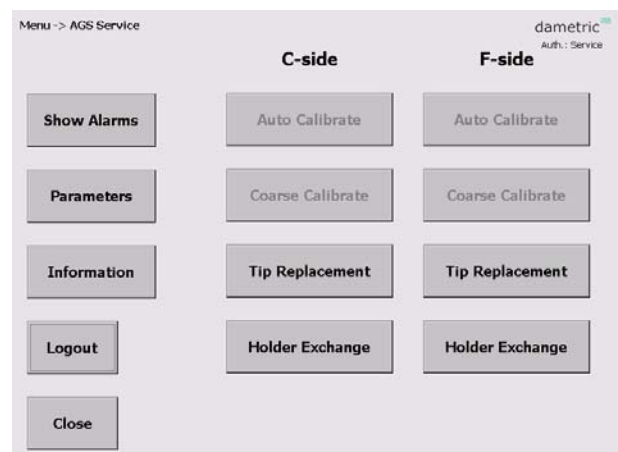 Menu -> AGS Service
dametric
Auth.: Service
C-side F-side
Show Alarms Auto Calibrate Auto Calibrate
Parameters Coarse Calibrate Coarse Calibrate
Information Tip Replacement Tip Replacement
Logout Holder Exchange Holder Exchange
Close